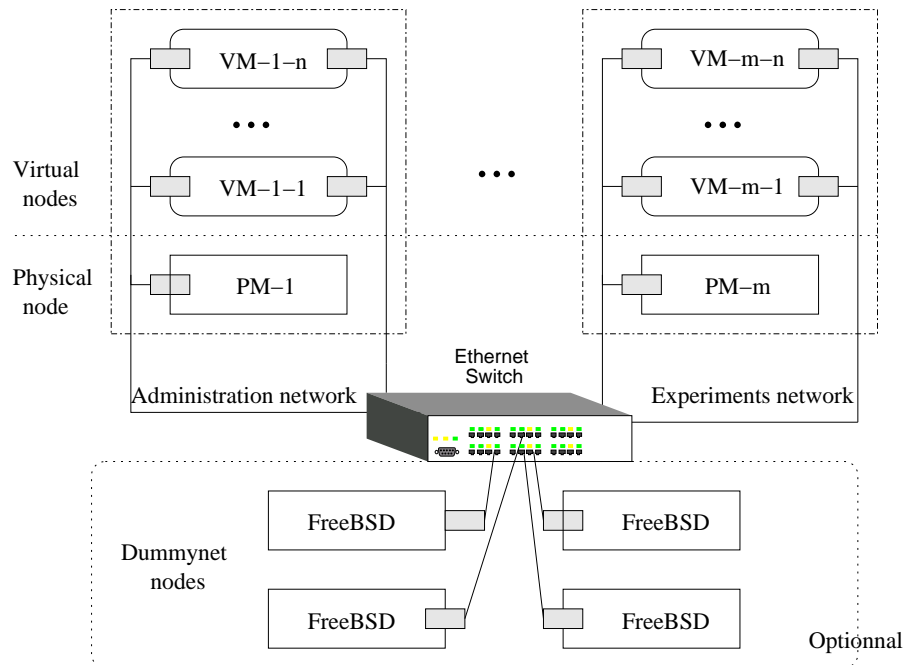 VM−1−n
VM−m−n
Virtual
nodes
VM−1−1
VM−m−1
Physical
node
PM−1
PM−m
Ethernet
Switch
Administration network
Experiments network
FreeBSD
FreeBSD
Dummynet
nodes
FreeBSD
FreeBSD
Optionnal